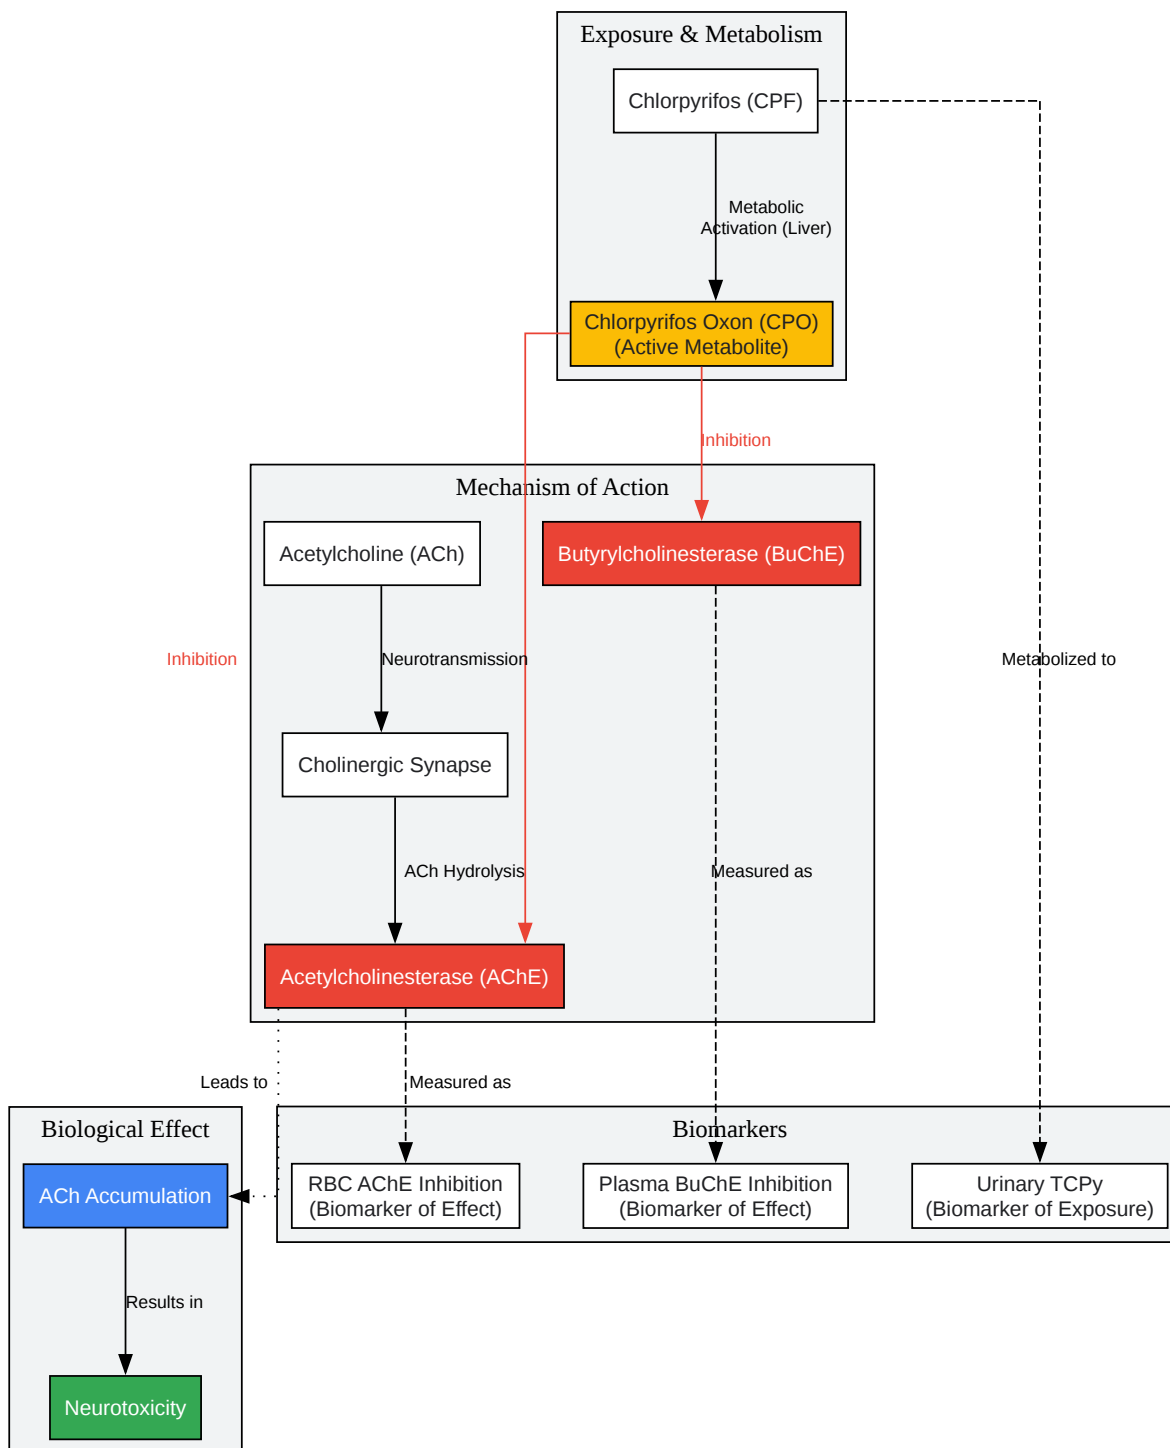 Exposure & Metabolism
Chlorpyrifos (CPF)
Metabolic
Activation (Liver)
Chlorpyrifos Oxon (CPO)
(Active Metabolite)
Inhibition
Mechanism of Action
Acetylcholine (ACh)
Butyrylcholinesterase (BuChE)
Inhibition
Neurotransmission
Metabolized to
Cholinergic Synapse
ACh Hydrolysis
Measured as
Acetylcholinesterase (AChE)
Leads to
Measured as
Biological Effect
Biomarkers
ACh Accumulation
RBC AChE Inhibition
(Biomarker of Effect)
Plasma BuChE Inhibition
(Biomarker of Effect)
Urinary TCPy
(Biomarker of Exposure)
Results in
Neurotoxicity